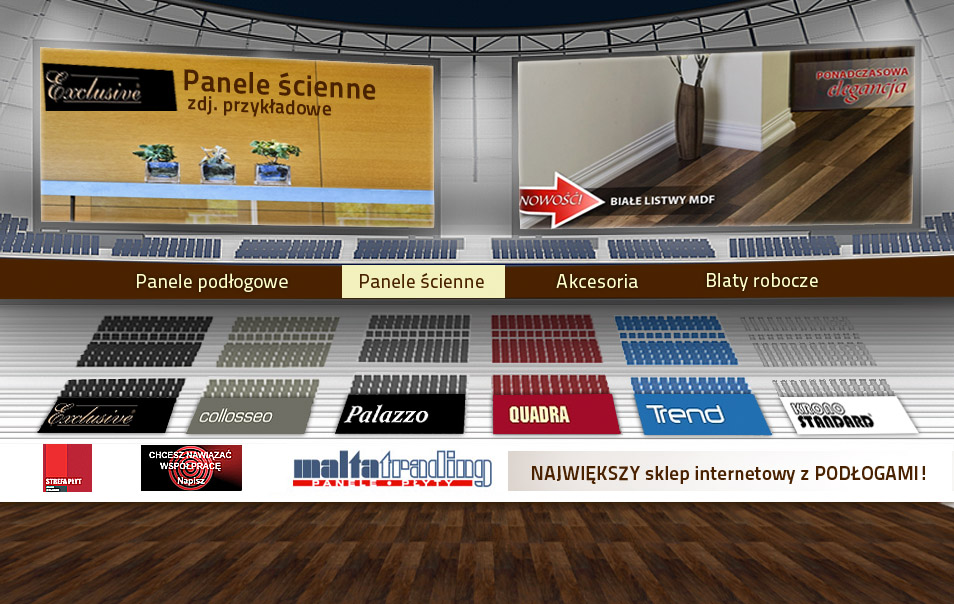 Exclusive
Panele ścienne
zdj. przykładowe
PONADCZASOWA
elegancja
NOWOŚCI
BIAŁE LISTWY MDF
Panele podłogowe
Panele ścienne
Akcesoria
Blaty robocze
Exclusive
collosseo
Palazzo
QUADRA
Trend
KRONO
STANDARD
STREFA PŁYT
CHCESZ NAWIĄZAĆ
WSPÓŁPRACĘ
Napisz
maltatrading
PANELE • PŁYTY
NAJWIĘKSZY sklep internetowy z PODŁOGAMI!